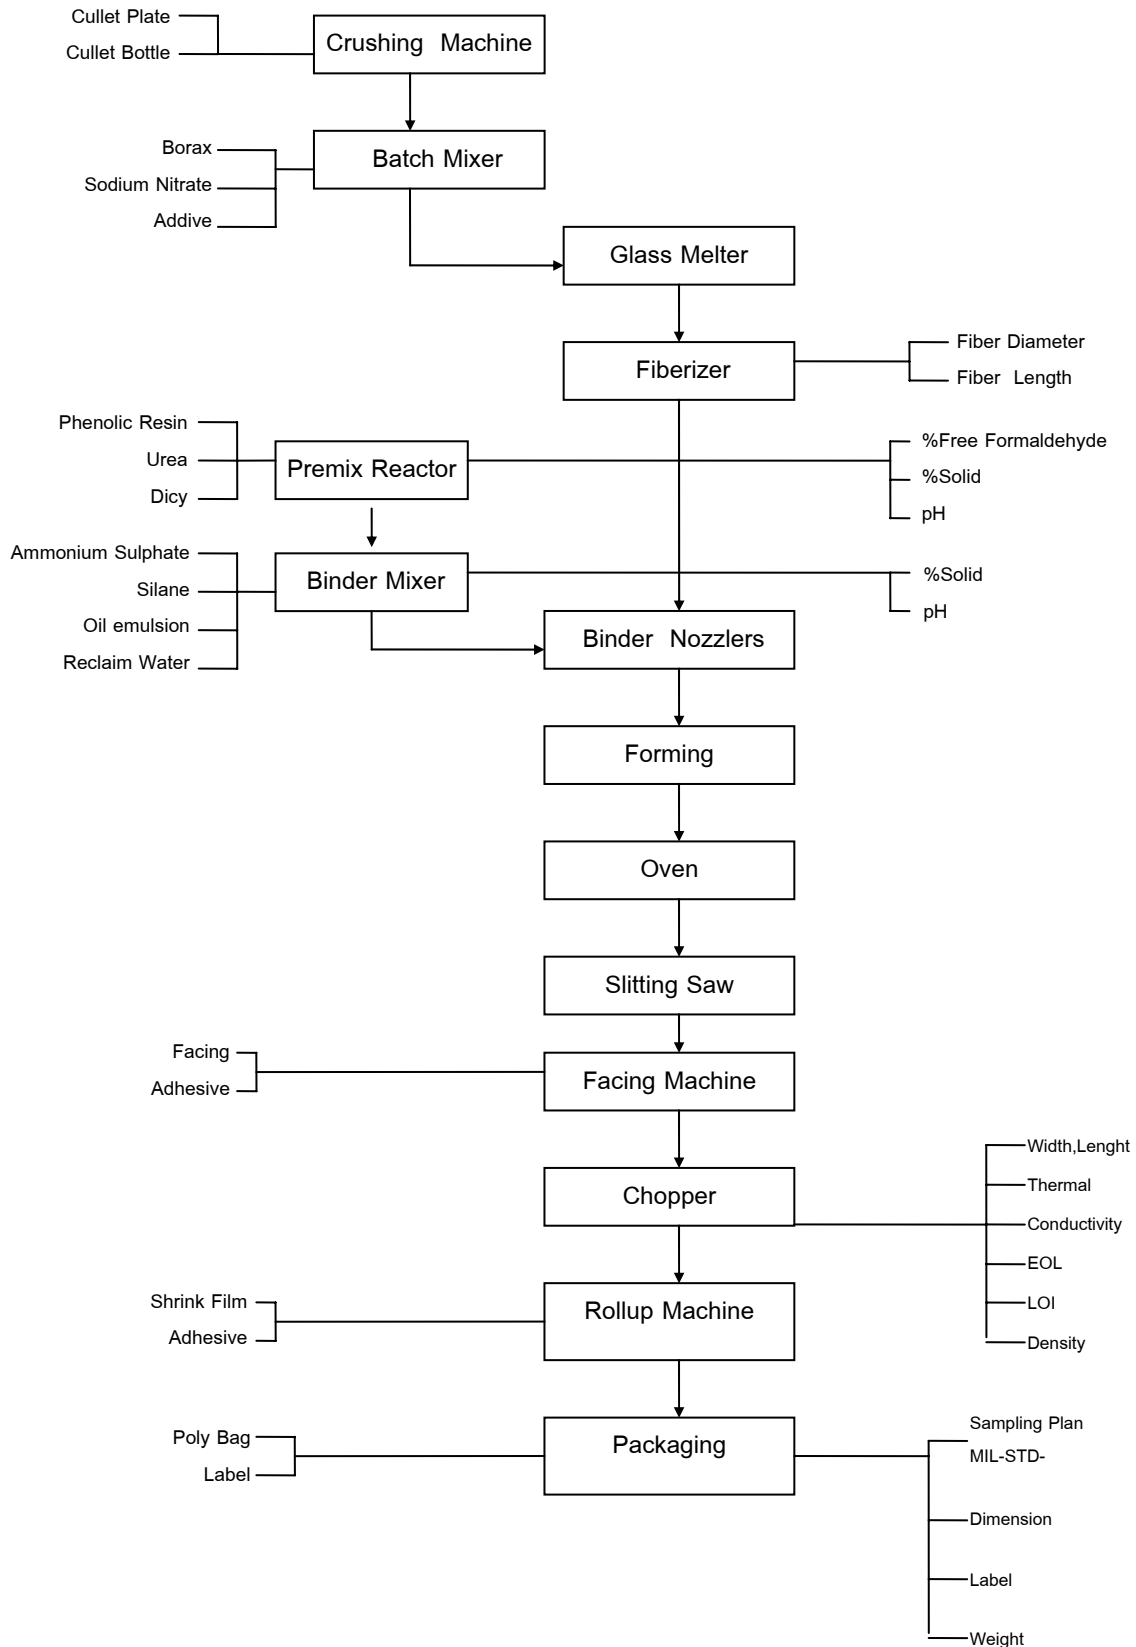 Cullet Plate
Cullet Bottle
Crushing Machine
Borax
Sodium Nitrate
Addive
Batch Mixer
Glass Melter
Fiberizer
Fiber Diameter
Fiber Length
Phenolic Resin
Urea
Dicy
Premix Reactor
%Free Formaldehyde
%Solid
pH
Ammonium Sulphate
Silane
Oil emulsion
Reclaim Water
Binder Mixer
%Solid
pH
Binder Nozzlers
Forming
Oven
Slitting Saw
Facing
Adhesive
Facing Machine
Chopper
Width,Lenght
Thermal
Conductivity
EOL
LOI
Density
Shrink Film
Adhesive
Rollup Machine
Poly Bag
Label
Packaging
Sampling Plan
MIL-STD-
Dimension
Label
Weight